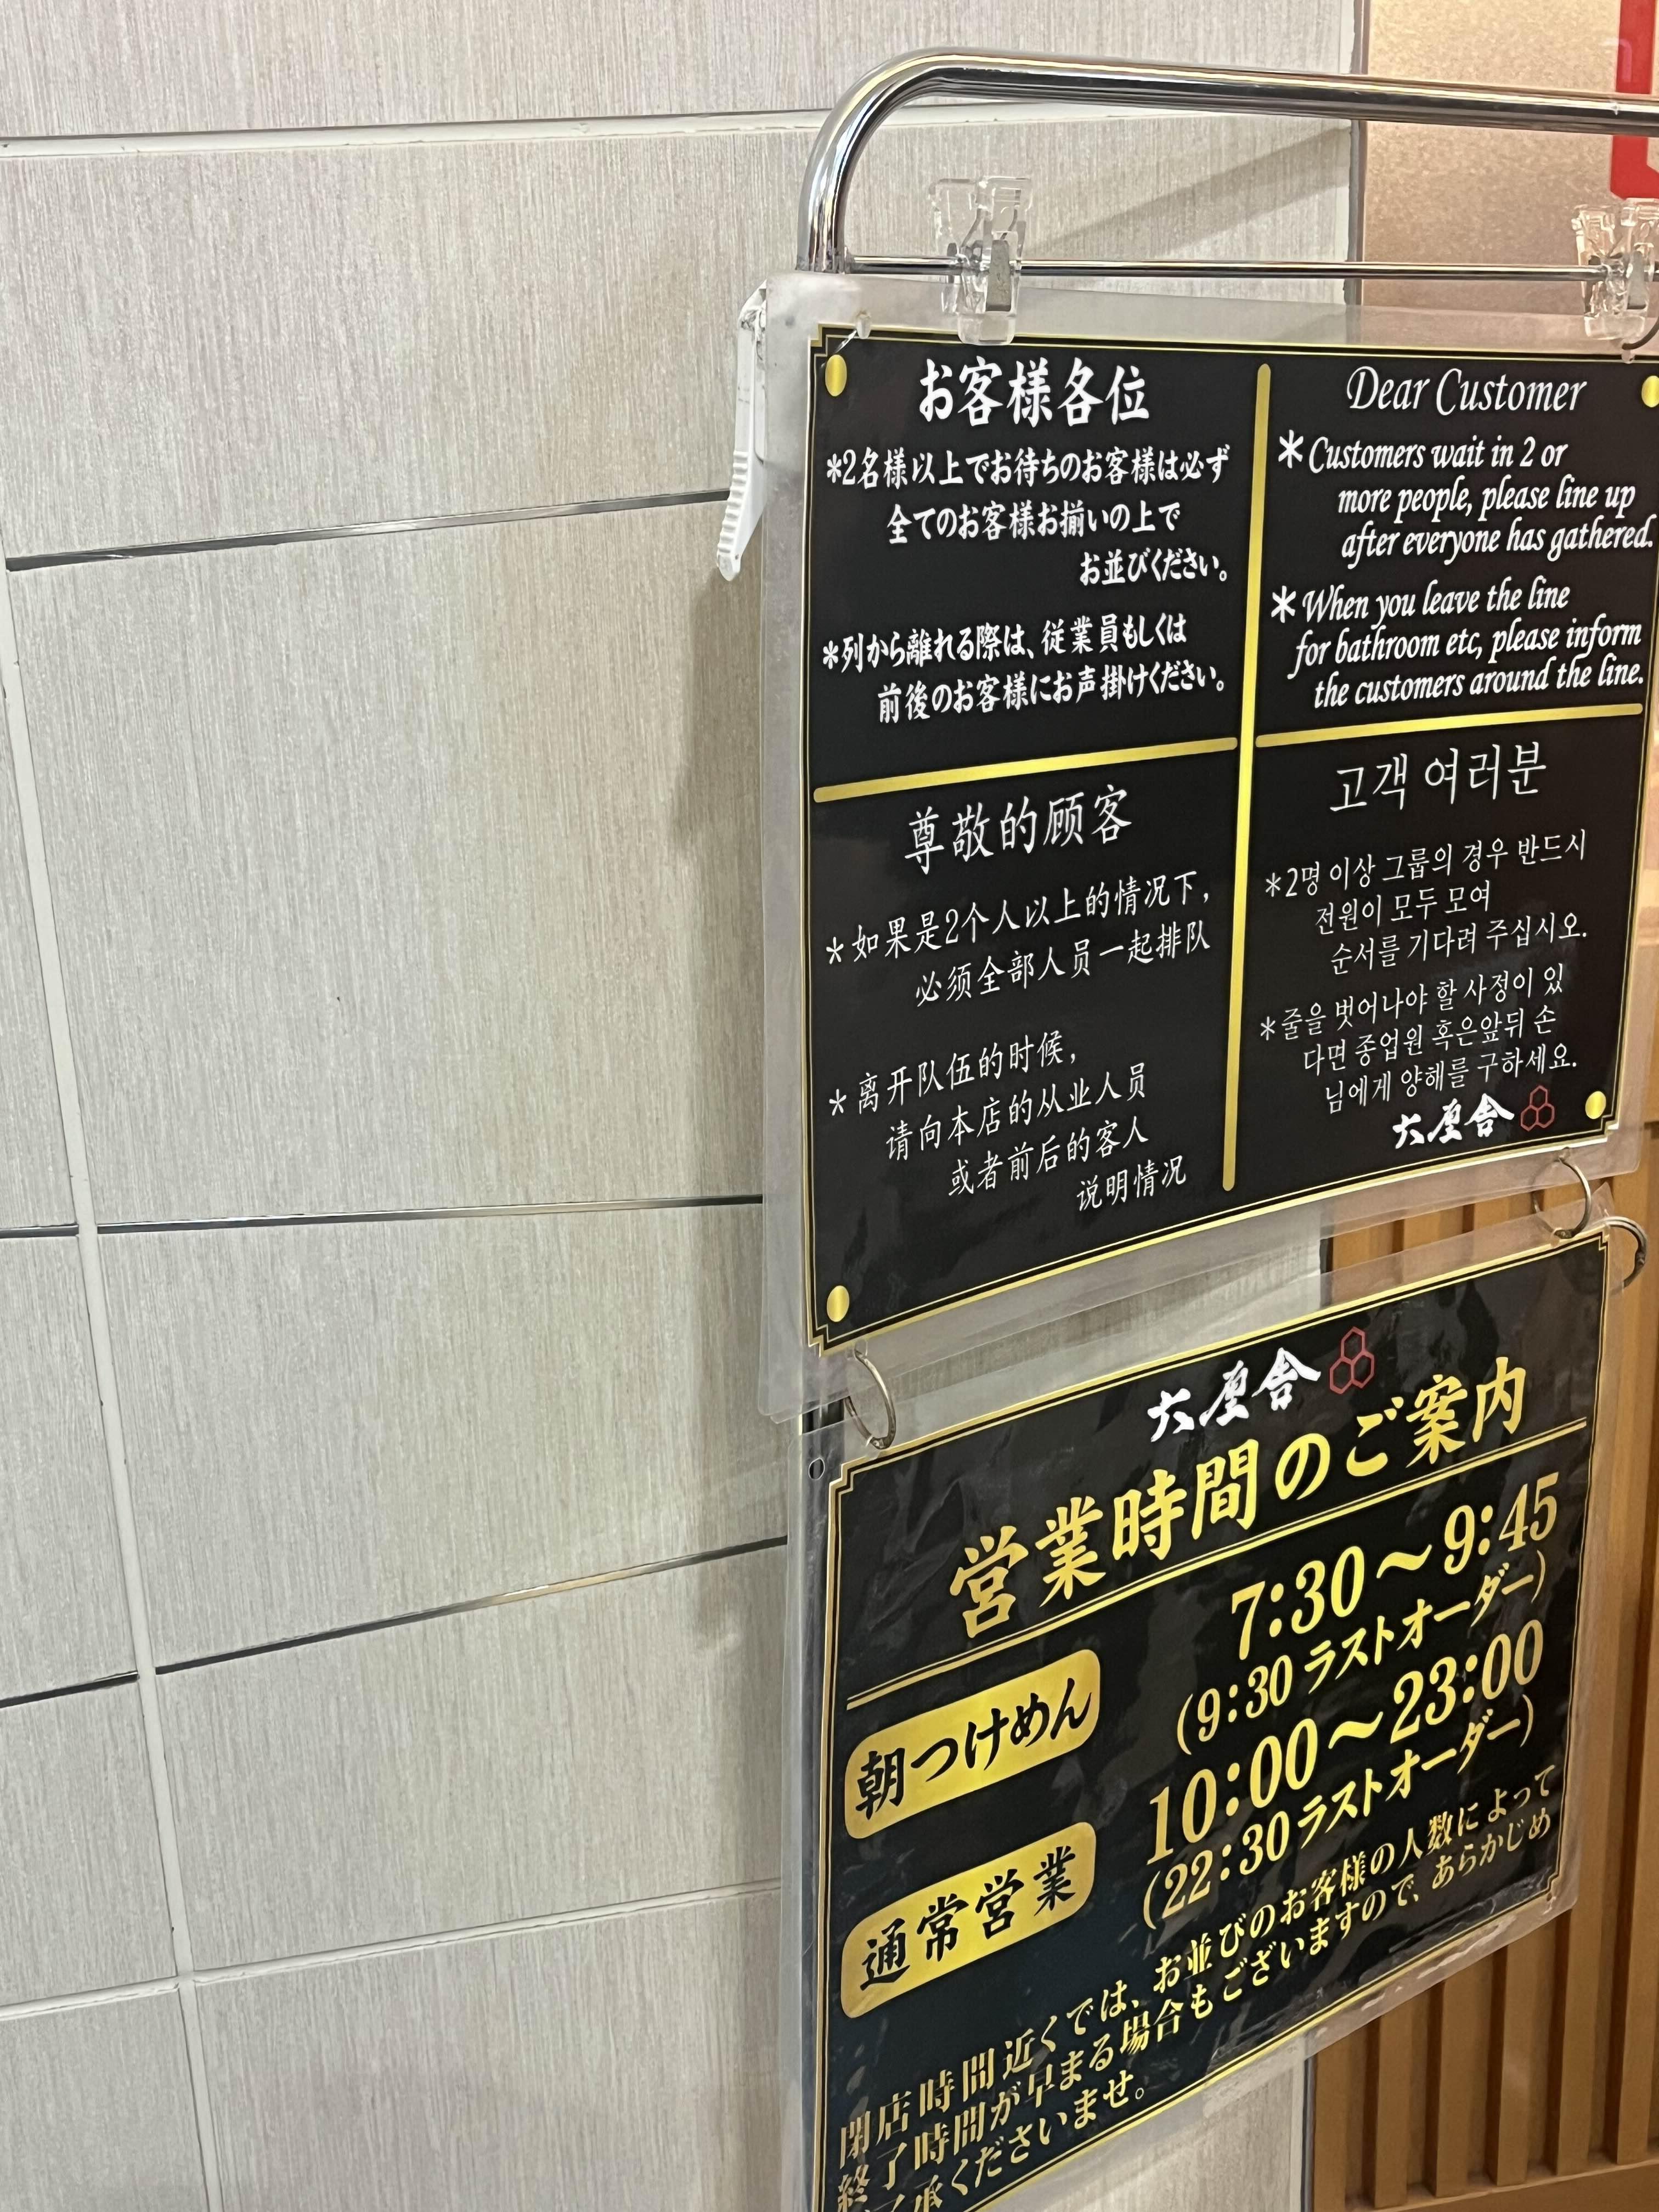 お客様各位
＊2名様以上でお待ちのお客様は必ず
全てのお客様お揃いの上で
お並びください。
＊列から離れる際は、従業員もしくは
前後のお客様にお声掛けください。
Dear Customer
＊Customers wait in 2 or
more people, please line up
after everyone has gathered.
＊When you leave the line
for bathroom etc, please inform
the customers around the line.
尊敬的顾客
＊如果是2个人以上的情况下，
必须全部人员一起排队
＊离开队伍的时候，
请向本店的从业人员
或者前后的客人
说明情况
고객 여러분
＊2명 이상 그룹의 경우 반드시
전원이 모두 모여
순서를 기다려 주십시오.
＊줄을 벗어나야 할 사정이 있
다면 종업원 혹은앞뒤 손
님에게 양해를 구하세요.
六厘舎
六厘舎
営業時間のご案内
朝つけめん
7:30～9:45
(9:30 ラストオーダー)
通常営業
10:00～23:00
(22:30 ラストオーダー)
閉店時間近くでは、お並びのお客様の人数によって
終了時間が早まる場合もございますので、あらかじめ
了承くださいませ。